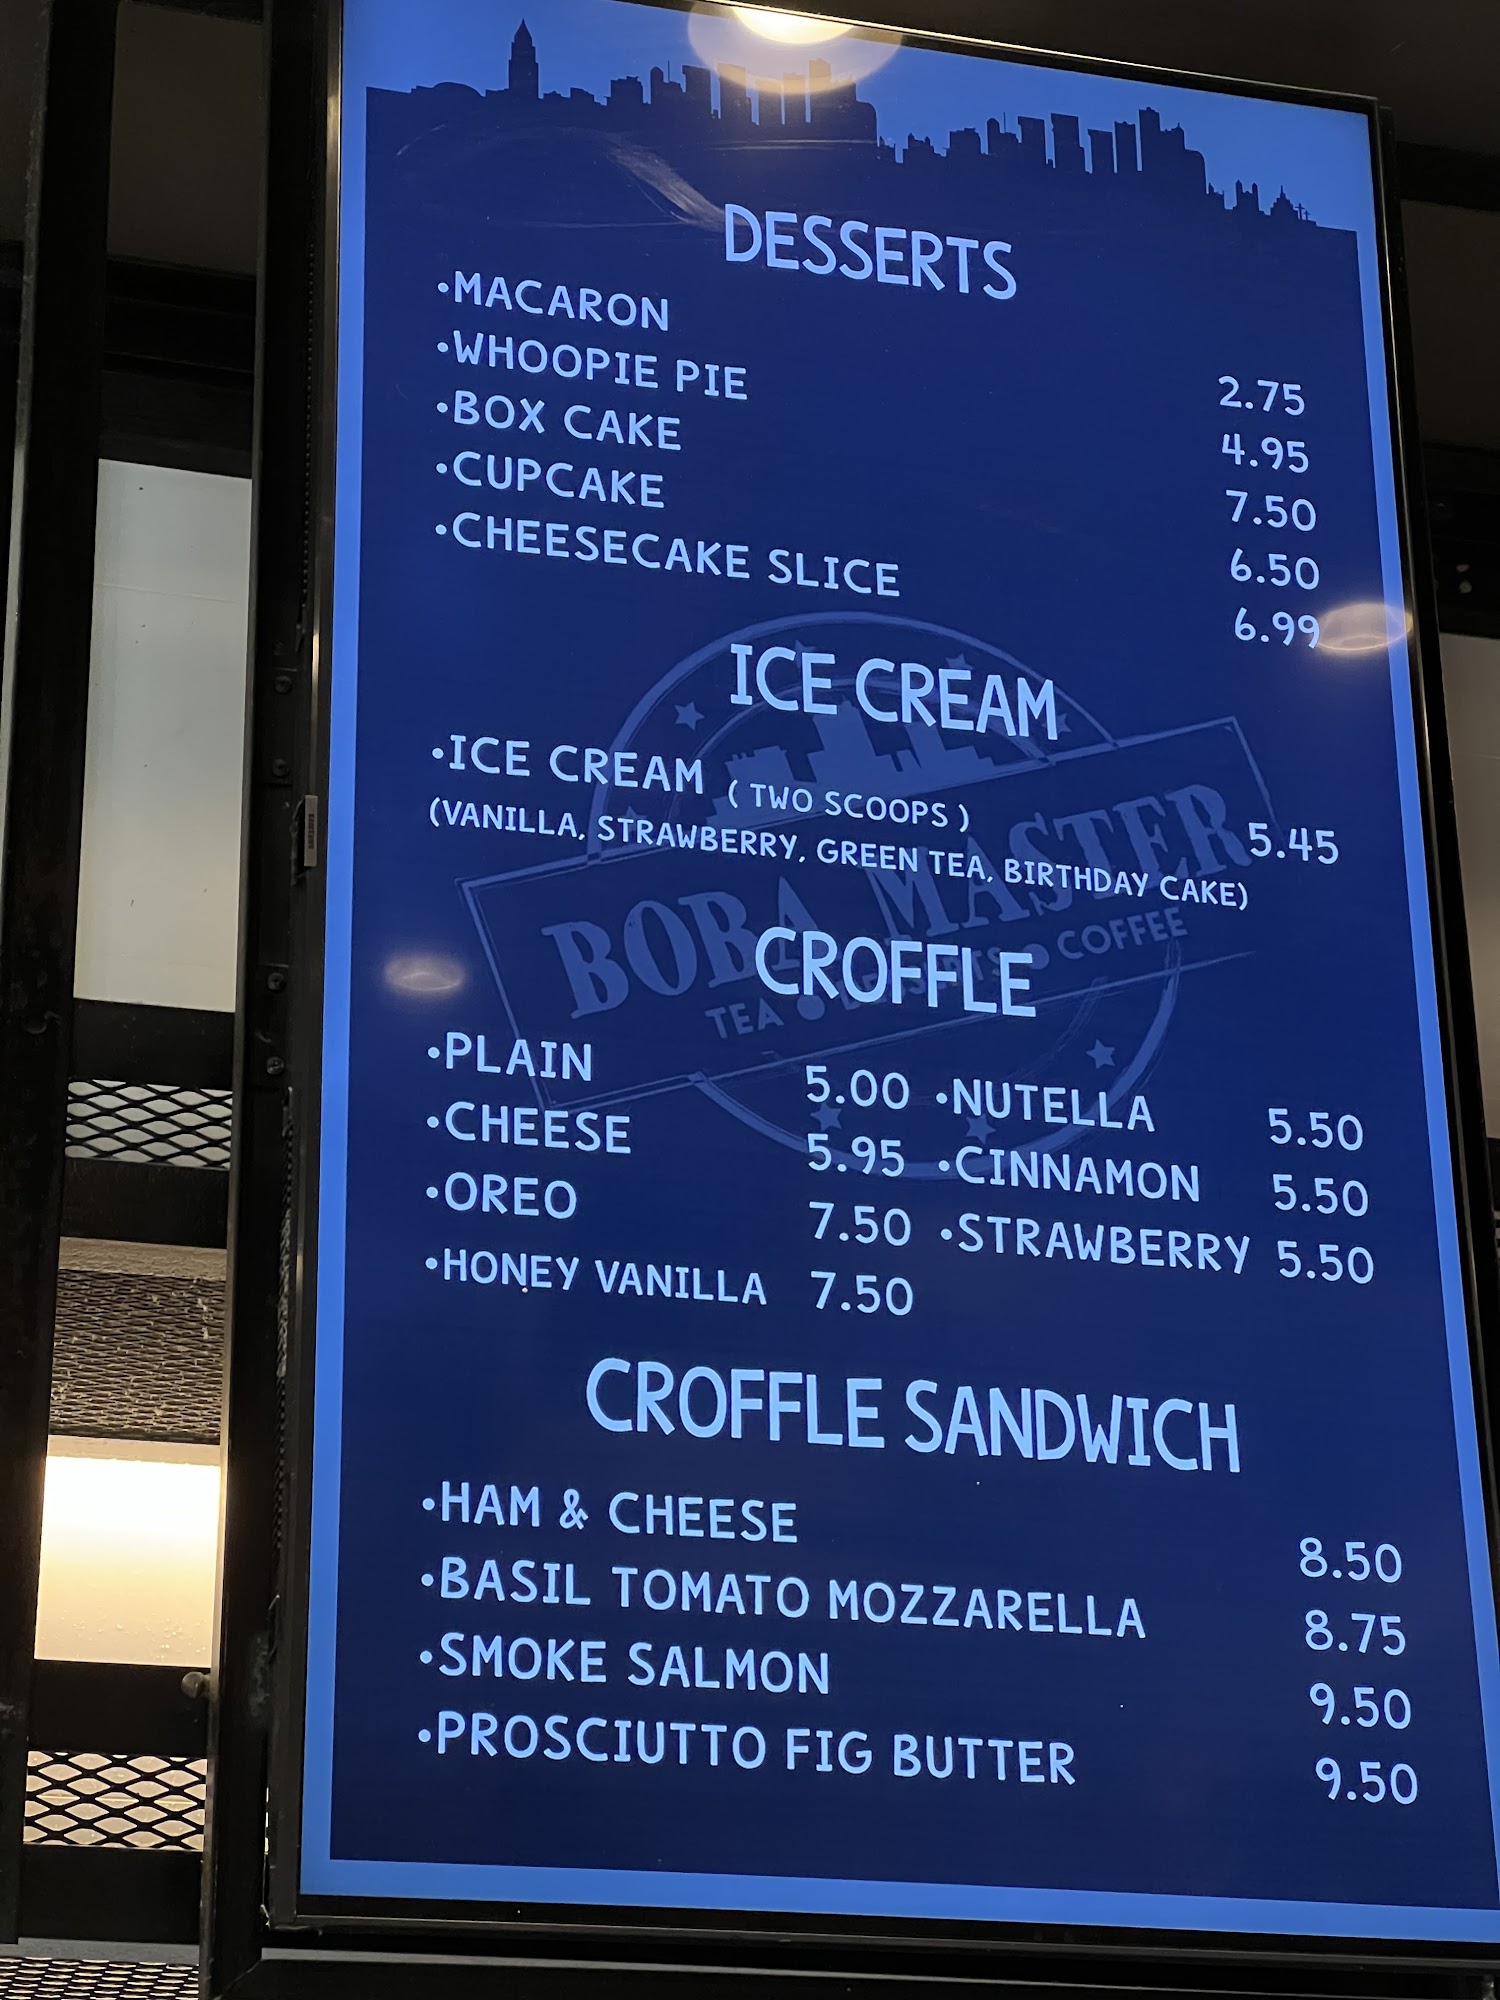 DESSERTS
·MACARON 2.75
·WHOOPIE PIE 4.95
·BOX CAKE 7.50
·CUPCAKE 6.50
·CHEESECAKE SLICE 6.99
ICE CREAM
·ICE CREAM ( TWO SCOOPS ) 5.45
(VANILLA, STRAWBERRY, GREEN TEA, BIRTHDAY CAKE)
BOBA MASTER
TEA ● DESSERTS ● COFFEE
CROFFLE
·PLAIN 5.00 ·NUTELLA 5.50
·CHEESE 5.95 ·CINNAMON 5.50
·OREO 7.50 ·STRAWBERRY 5.50
·HONEY VANILLA 7.50
CROFFLE SANDWICH
·HAM & CHEESE 8.50
·BASIL TOMATO MOZZARELLA 8.75
·SMOKE SALMON 9.50
·PROSCIUTTO FIG BUTTER 9.50